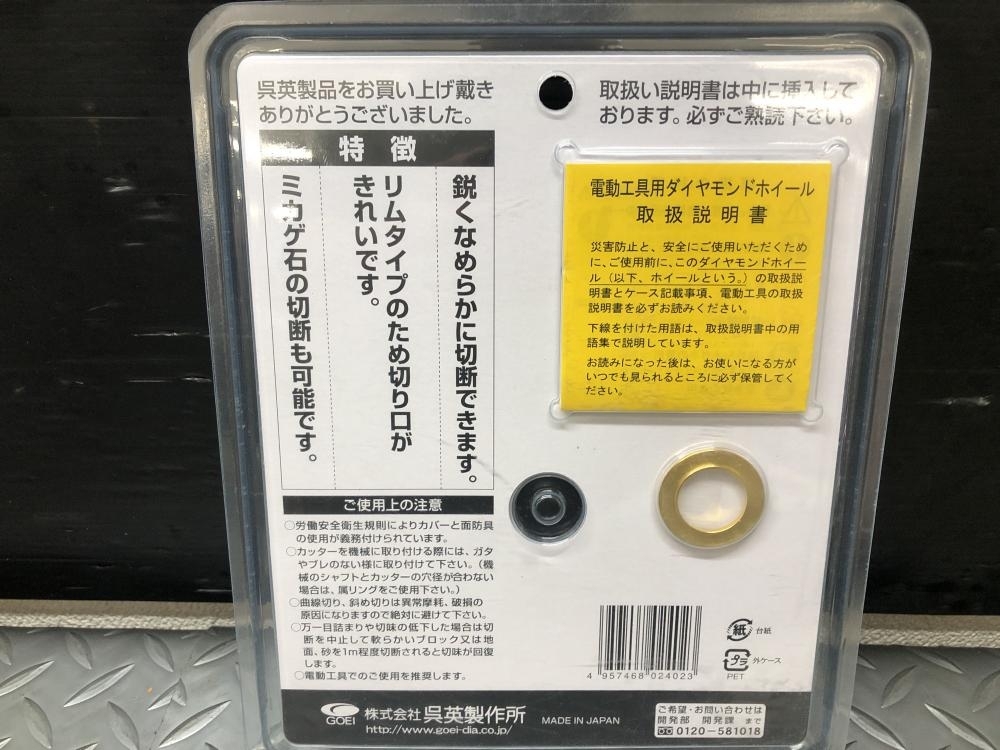 呉英製品をお買い上げ戴き
ありがとうございました。
取扱い説明書は中に挿入して
おります。必ずご熟読下さい。
特徴
鋭くなめらかに切断できます。
リムタイプのため切り口が
きれいです。
ミカゲ石の切断も可能です。
電動工具用ダイヤモンドホイール
取扱説明書
災害防止と、安全にご使用いただくため
に、ご使用前に、このダイヤモンドホイー
ル（以下、ホイールという。）の取扱説
明書とケース記載事項、電動工具の取扱
説明書を必ずお読みください。
下線を付けた用語は、取扱説明書中の用
語集で説明しています。
お読みになった後は、お使いになる方が
いつでも見られるところに必ず保管してく
ださい。
ご使用上の注意
○労働安全衛生規則によりカバーと面防具
の使用が義務付けられています。
○カッターを機械に取り付ける際には、ガタ
やブレのない様に取付けて下さい。（機
械のシャフトとカッターの穴径が合わない
場合は、属リングをご使用下さい。）
○曲線切り、斜め切りは異常摩耗、破損の
原因になりますので絶対に避けて下さい。
○万一目詰まりや切味の低下した場合は切
断を中止して軟らかいブロック又は地
面、砂を1m程度切断されると切味が回復
します。
○電動工具でのご使用を推奨します。
4 957468 024023
紙 台紙
プラ 外ケース
PET
GOEI 株式会社 呉英製作所 MADE IN JAPAN
http://www.goei-dia.co.jp/
ご希望・お問い合わせは
開発部 開発課 まで
0120-581018